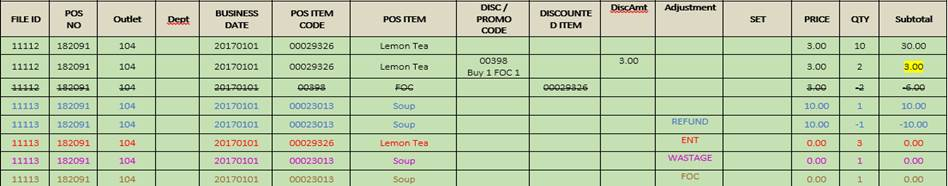 FILE ID POS NO Outlet Dept BUSINESS DATE POS ITEM CODE POS ITEM DISC / PROMO CODE DISCOUNTE D ITEM DiscAmt Adjustment SET PRICE QTY Subtotal
11112 182091 104 20170101 00029326 Lemon Tea 3.00 10 30.00
11112 182091 104 20170101 00029326 Lemon Tea 00398 Buy 1 FOC 1 3.00 3.00 2 3.00
11112 182091 104 20170101 00398 FOC 00029326 3.00 -2 -6.00
11113 182091 104 20170101 00023013 Soup 10.00 1 10.00
11113 182091 104 20170101 00023013 Soup REFUND 10.00 -1 -10.00
11113 182091 104 20170101 00029326 Lemon Tea ENT 0.00 3 0.00
11113 182091 104 20170101 00023013 Soup WASTAGE 0.00 1 0.00
11113 182091 104 20170101 00023013 Soup FOC 0.00 1 0.00